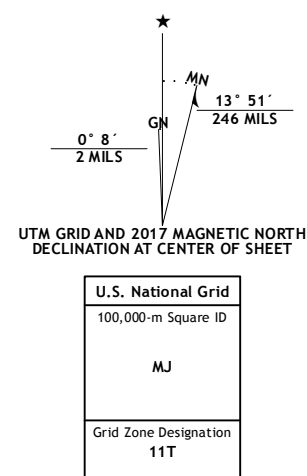 ★
MN
GN
13° 51´
246 MILS
0° 8´
2 MILS
UTM GRID AND 2017 MAGNETIC NORTH
DECLINATION AT CENTER OF SHEET
U.S. National Grid
100,000-m Square ID
MJ
Grid Zone Designation
11T